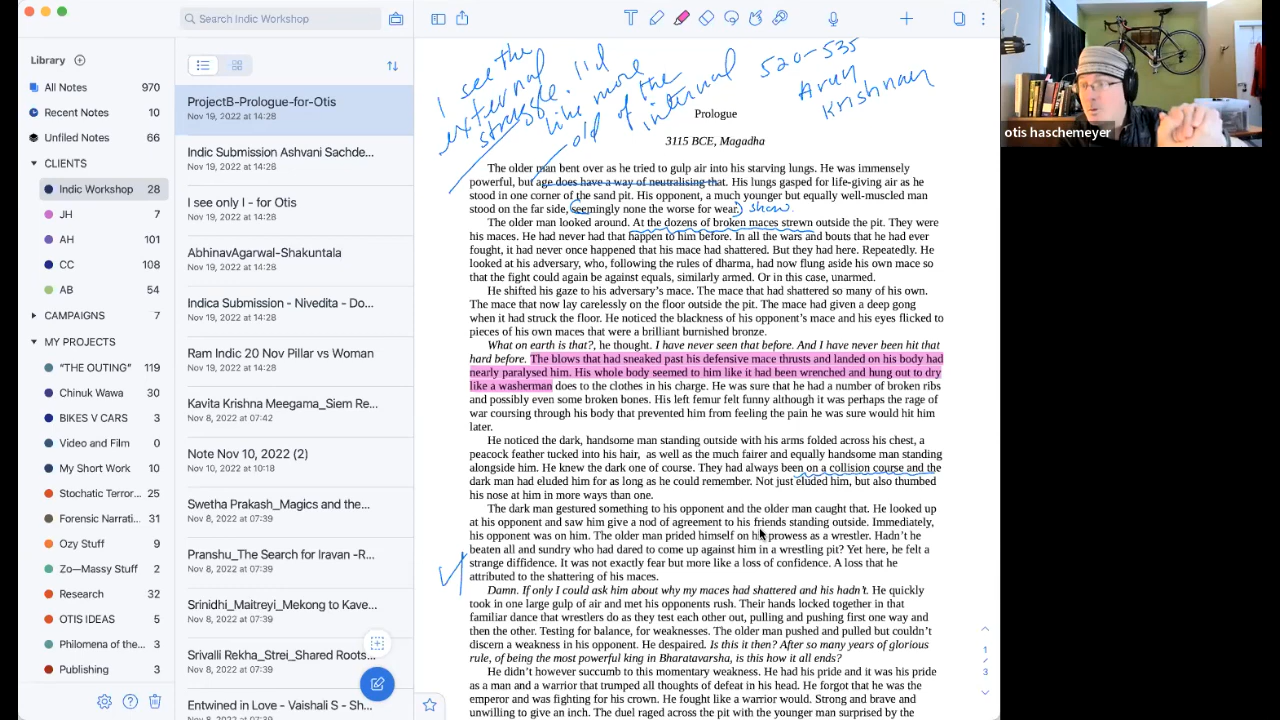 Search Indic Workshop
Library
All Notes 970
Recent Notes 103
Unfiled Notes 66
CLIENTS
Indic Workshop 28
JH 7
AH 101
CC 108
AB 54
CAMPAIGNS 7
MY PROJECTS
“THE OUTING” 119
Chinuk Wawa 30
BIKES V CARS 3
Video and Film 0
My Short Work 10
Stochatic Terror... 25
Forensic Narrati... 31
Ozy Stuff 9
Zo—Massy Stuff 2
Research 32
OTIS IDEAS 5
Philomena of the... 3
Publishing 3
ProjectB-Prologue-for-Otis
Nov 19, 2022 at 14:28
Indic Submission Ashvani Sachde...
Nov 19, 2022 at 14:28
I see only I - for Otis
Nov 19, 2022 at 14:28
AbhinavAgarwal-Shakuntala
Nov 19, 2022 at 14:28
Indica Submission - Nivedita - Do...
Nov 19, 2022 at 14:28
Ram Indic 20 Nov Pillar vs Woman
Nov 19, 2022 at 14:28
Kavita Krishna Meegama_Siem Re...
Nov 8, 2022 at 07:42
Note Nov 10, 2022 (2)
Nov 10, 2022 at 10:18
Swetha Prakash_Magics and the...
Nov 8, 2022 at 07:39
Pranshu_The Search for Iravan -R...
Nov 8, 2022 at 07:39
Srinidhi_Maitreyi_Mekong to Kave...
Nov 8, 2022 at 07:39
Srivalli Rekha_Strei_Shared Roots...
Nov 8, 2022 at 07:39
Entwined in Love - Vaishali S - Sh...
Nov 8, 2022 at 07:39
I see the
external
struggle. I'd
like more
of the
internal
520-535
Arun
Krishnan
Prologue
3115 BCE, Magadha
The older man bent over as he tried to gulp air into his starving lungs. He was immensely
powerful, but age does have a way of neutralising that. His lungs gasped for life-giving air as he
stood in one corner of the sand pit. His opponent, a much younger but equally well-muscled man
stood on the far side, seemingly none the worse for wear. show.
The older man looked around. At the dozens of broken maces strewn outside the pit. They were
his maces. He had never had that happen to him before. In all the wars and bouts that he had ever
fought, it had never once happened that his mace had shattered. But they had here. Repeatedly. He
looked at his adversary, who, following the rules of dharma, had now flung aside his own mace so
that the fight could again be against equals, similarly armed. Or in this case, unarmed.
He shifted his gaze to his adversary’s mace. The mace that had shattered so many of his own.
The mace that now lay carelessly on the floor outside the pit. The mace had given a deep gong
when it had struck the floor. He noticed the blackness of his opponent’s mace and his eyes flicked to
pieces of his own maces that were a brilliant burnished bronze.
What on earth is that?, he thought. I have never seen that before. And I have never been hit that
hard before. The blows that had sneaked past his defensive mace thrusts and landed on his body had
nearly paralysed him. His whole body seemed to him like it had been wrenched and hung out to dry
like a washerman does to the clothes in his charge. He was sure that he had a number of broken ribs
and possibly even some broken bones. His left femur felt funny although it was perhaps the rage of
war coursing through his body that prevented him from feeling the pain he was sure would hit him
later.
He noticed the dark, handsome man standing outside with his arms folded across his chest, a
peacock feather tucked into his hair, as well as the much fairer and equally handsome man standing
alongside him. He knew the dark one of course. They had always been on a collision course and the
dark man had eluded him for as long as he could remember. Not just eluded him, but also thumbed
his nose at him in more ways than one.
The dark man gestured something to his opponent and the older man caught that. He looked up
at his opponent and saw him give a nod of agreement to his friends standing outside. Immediately,
his opponent was on him. The older man prided himself on his prowess as a wrestler. Hadn’t he
beaten all and sundry who had dared to come up against him in a wrestling pit? Yet here, he felt a
strange diffidence. It was not exactly fear but more like a loss of confidence. A loss that he
attributed to the shattering of his maces.
Damn. If only I could ask him about why my maces had shattered and his hadn’t. He quickly
took in one large gulp of air and met his opponents rush. Their hands locked together in that
familiar dance that wrestlers do as they test each other out, pulling and pushing first one way and
then the other. Testing for balance, for weaknesses. The older man pushed and pulled but couldn’t
discern a weakness in his opponent. He despaired. Is this it then? After so many years of glorious
rule, of being the most powerful king in Bharatavarsha, is this how it all ends?
He didn’t however succumb to this momentary weakness. He had his pride and it was his pride
as a man and a warrior that trumped all thoughts of defeat in his head. He forgot that he was the
emperor and was fighting for his crown. He fought like a warrior would. Strong and brave and
unwilling to give an inch. The duel raged across the pit with the younger man surprised by the
1
3
otis haschemeyer